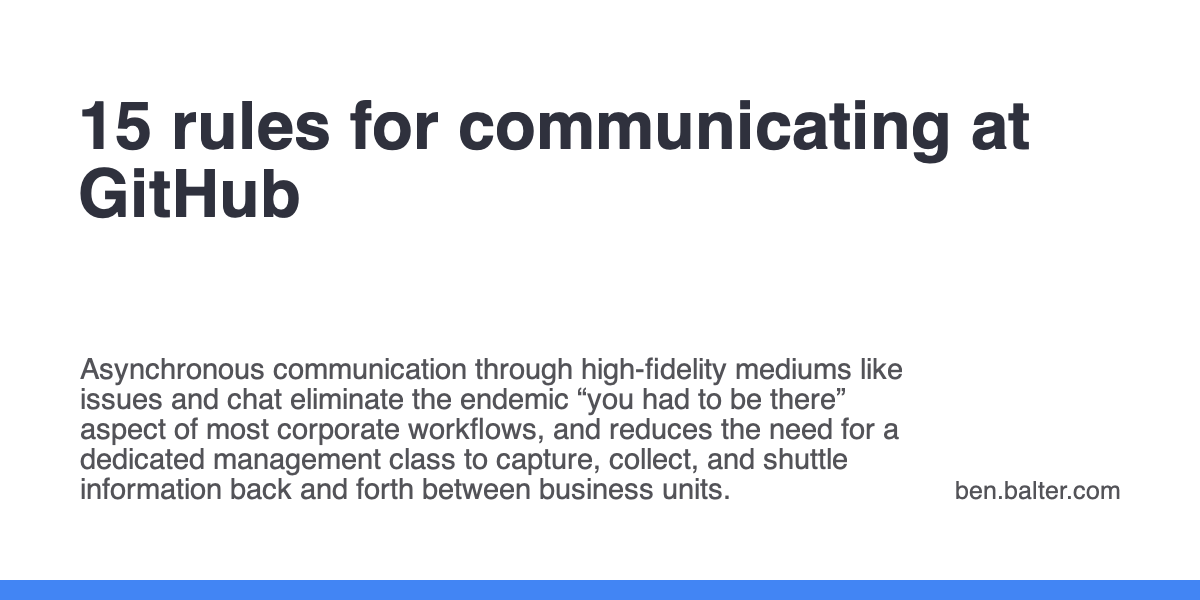 15 rules for communicating at
GitHub
Asynchronous communication through high-fidelity mediums like
issues and chat eliminate the endemic “you had to be there”
aspect of most corporate workflows, and reduces the need for a
dedicated management class to capture, collect, and shuttle
information back and forth between business units.
ben.balter.com